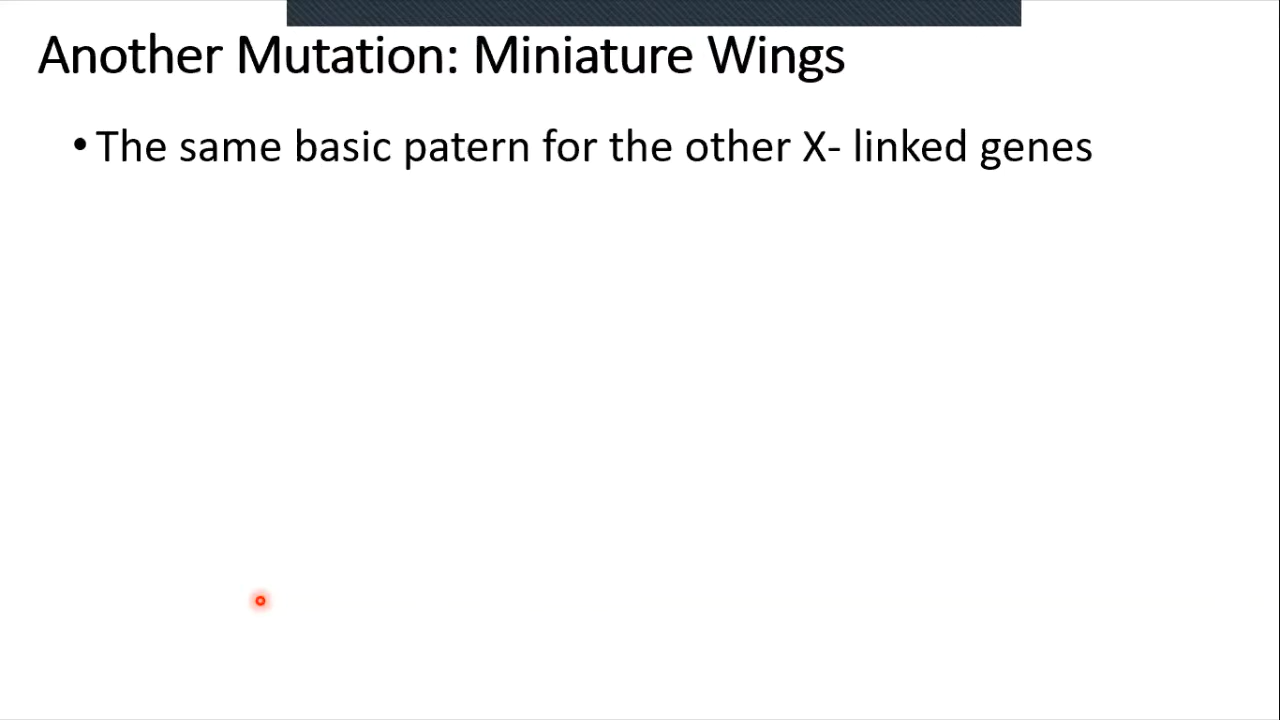 Another Mutation: Miniature Wings
• The same basic patern for the other X- linked genes